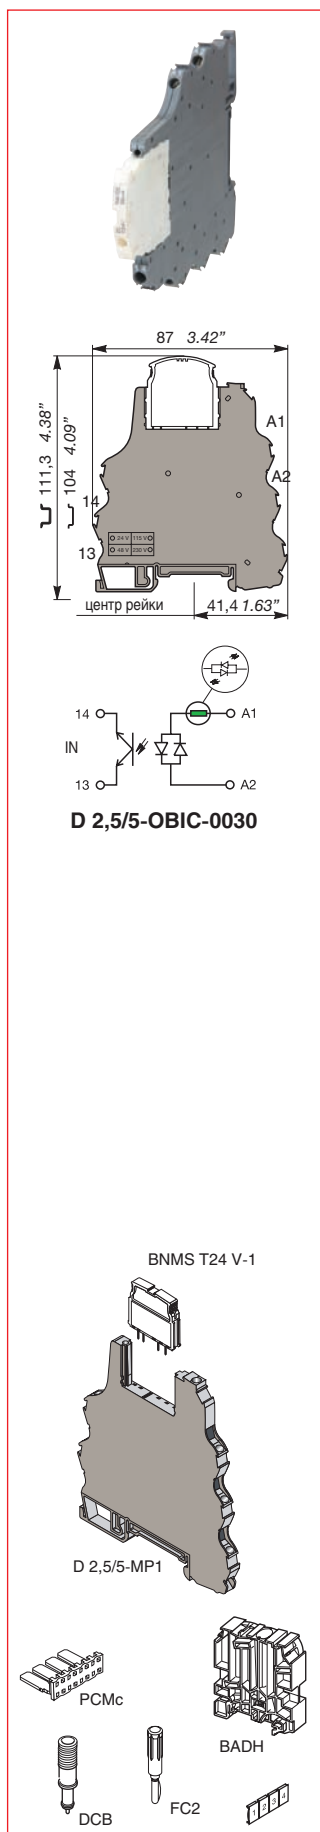 87 3.42”
111,3 4.38”
104 4.09”
A1
A2
14
13
24 V 115 V
48 V 230 V
центр рейки
41,4 1.63”
14
IN
13
A1
A2
D 2,5/5-OBIC-0030
BNMS T24 V-1
D 2,5/5-MP1
PCMc
BADH
DCB
FC2
1 2 3 4